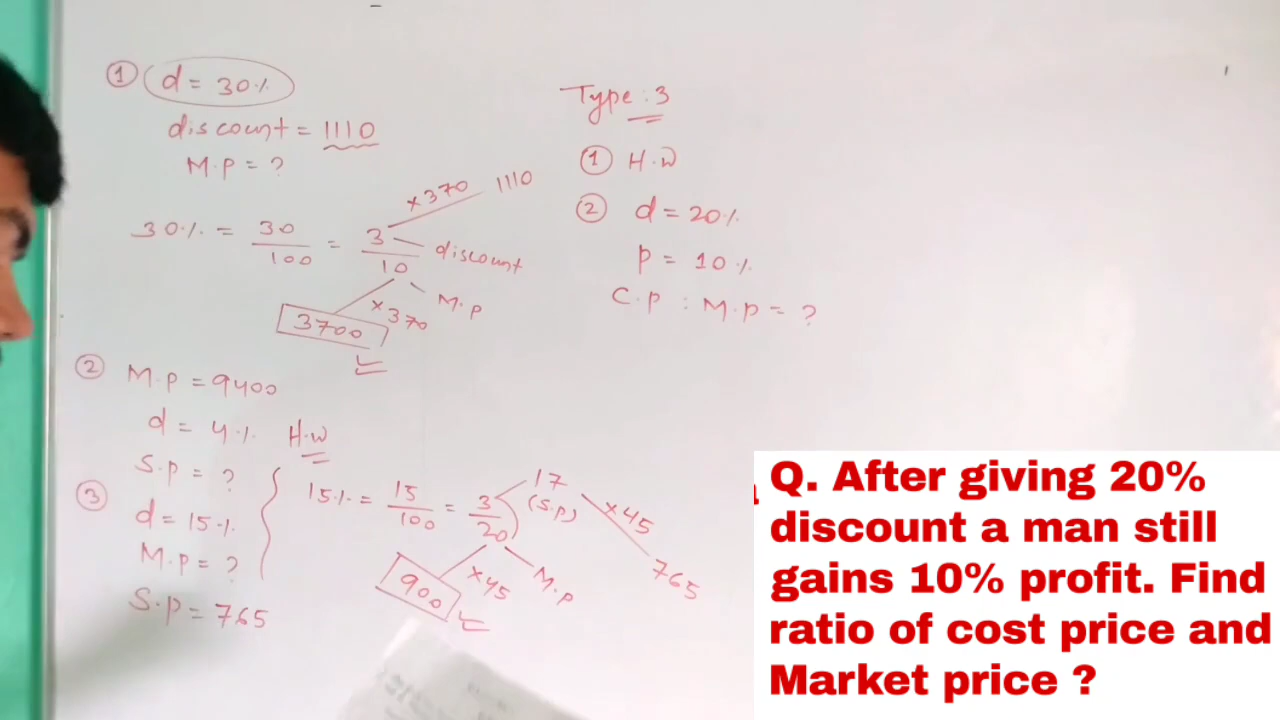 ① d = 30%
discount = 1110
M.P = ?
30% = 30/100 = 3/10
×370 1110
discount
M.P
×370
3700
② M.P = 9400
d = 4%
H.W
S.P = ?
③ d = 15%
M.P = ?
S.P = 765
15% = 15/100 = 3/20
17
(S.P)
×45
765
×45
M.P
900
Type : 3
① H.W
② d = 20%
P = 10%
C.P : M.P = ?
Q. After giving 20%
discount a man still
gains 10% profit. Find
ratio of cost price and
Market price ?